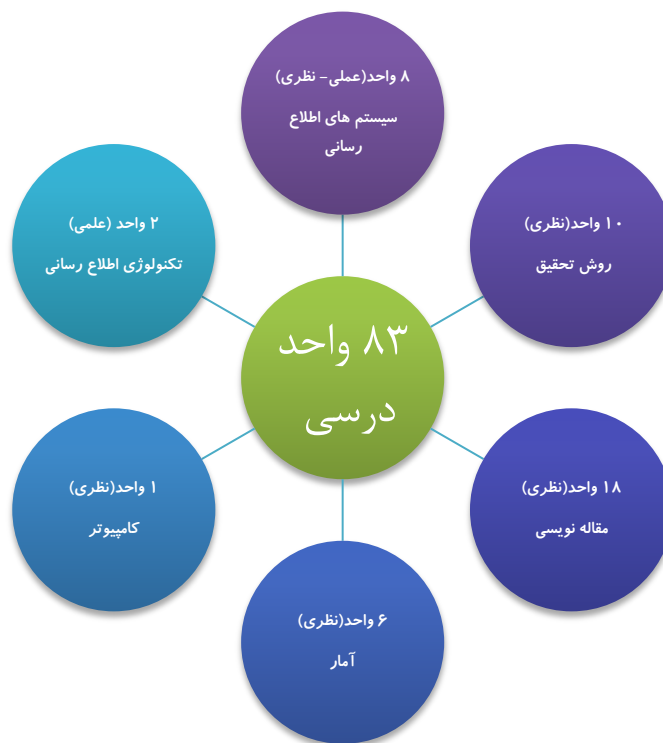 ۸ واحد(عملی- نظری)
سیستم های اطلاع
رسانی
۱۰ واحد(نظری)
روش تحقیق
۱۸ واحد(نظری)
مقاله نویسی
۶ واحد(نظری)
آمار
۱ واحد(نظری)
کامپیوتر
۲ واحد (علمی)
تکنولوژی اطلاع رسانی
۸۳ واحد
درسی